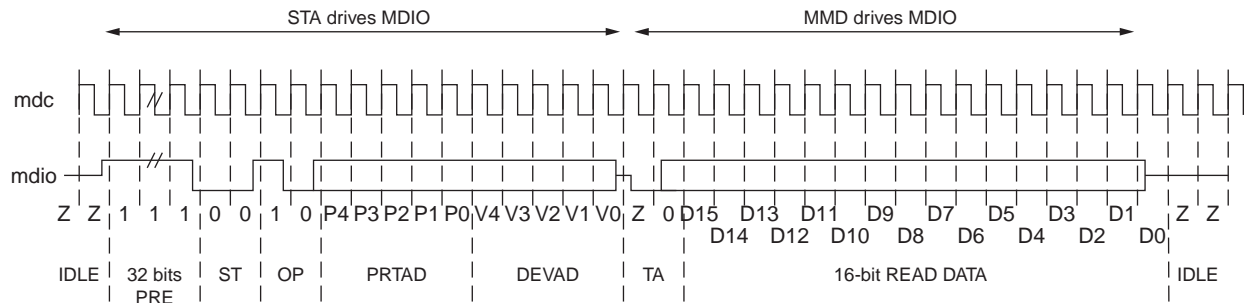 STA drives MDIO MMD drives MDIO
mdc
mdio
Z Z 1 1 1 0 0 1 0 P4 P3 P2 P1 P0 V4 V3 V2 V1 V0 Z 0 D15 D13 D11 D9 D7 D5 D3 D1 Z Z
D14 D12 D10 D8 D6 D4 D2 D0
IDLE 32 bits ST OP PRTAD DEVAD TA 16-bit READ DATA IDLE
PRE